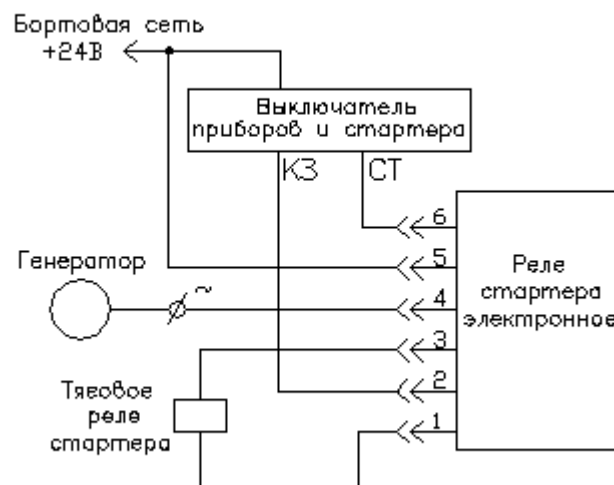 Бортовая сеть
+24В
Выключатель
приборов и стартера
КЗ
СТ
6
Генератор
~
5
4
Реле
стартера
электронное
3
Тяговое
реле
стартера
2
1